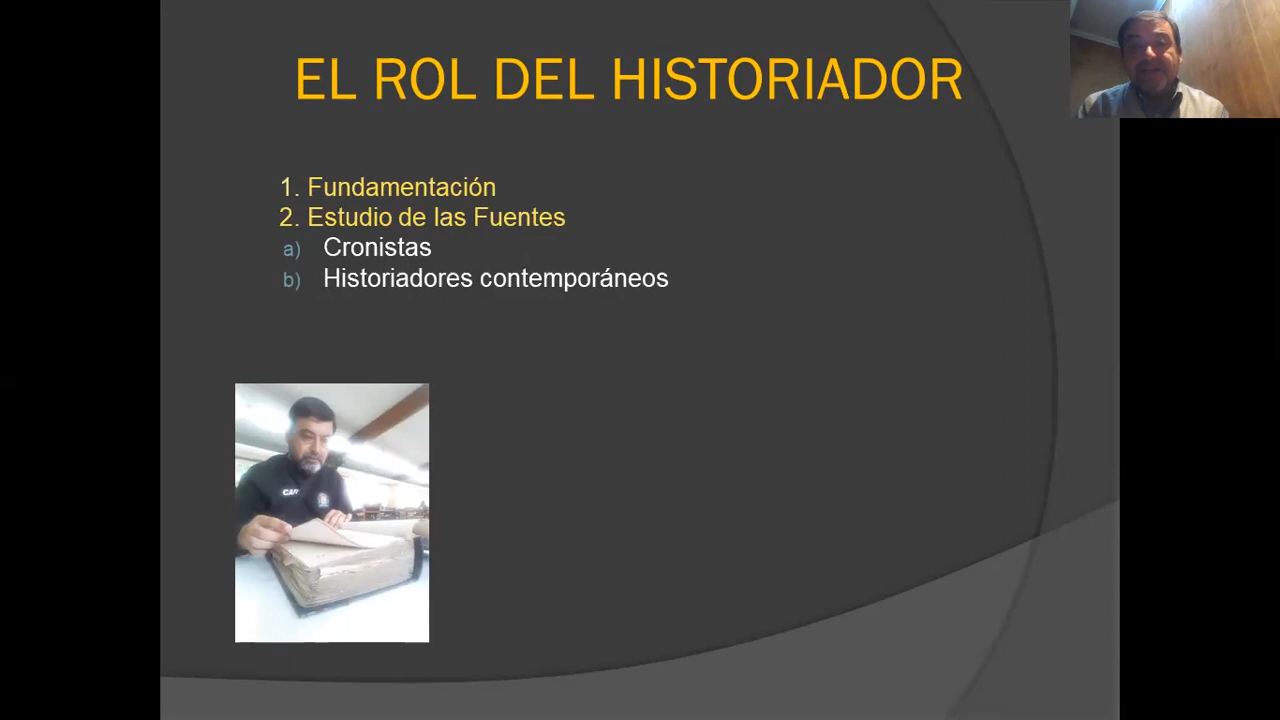 EL ROL DEL HISTORIADOR
1. Fundamentación
2. Estudio de las Fuentes
a) Cronistas
b) Historiadores contemporáneos